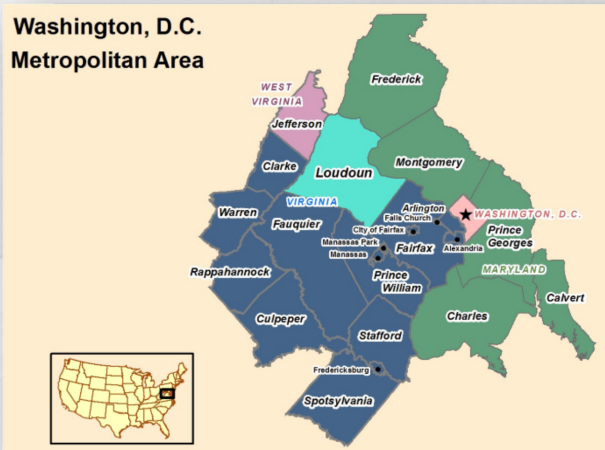 Washington, D.C.
Metropolitan Area
Frederick
WEST
VIRGINIA
Jefferson
Clarke
Loudoun
Montgomery
VIRGINIA
Warren
Fauquier
Arlington
Falls Church
City of Fairfax
WASHINGTON, D.C.
Prince
Georges
Manassas Park
Manassas
Fairfax
Alexandria
Rappahannock
Prince
William
MARYLAND
Calvert
Culpeper
Charles
Stafford
Fredericksburg
Spotsylvania